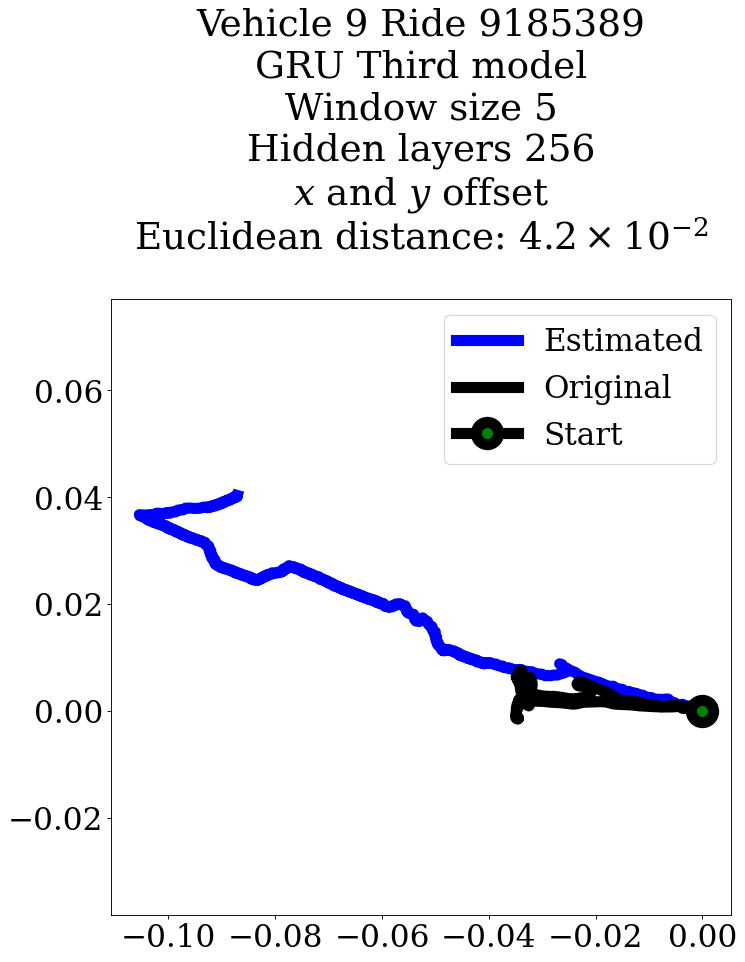 Vehicle 9 Ride 9185389
GRU Third model
Window size 5
Hidden layers 256
x and y offset
Euclidean distance: 4.2 × 10⁻²
Estimated
Original
Start
0.06
0.04
0.02
0.00
−0.02
−0.10 −0.08 −0.06 −0.04 −0.02 0.00